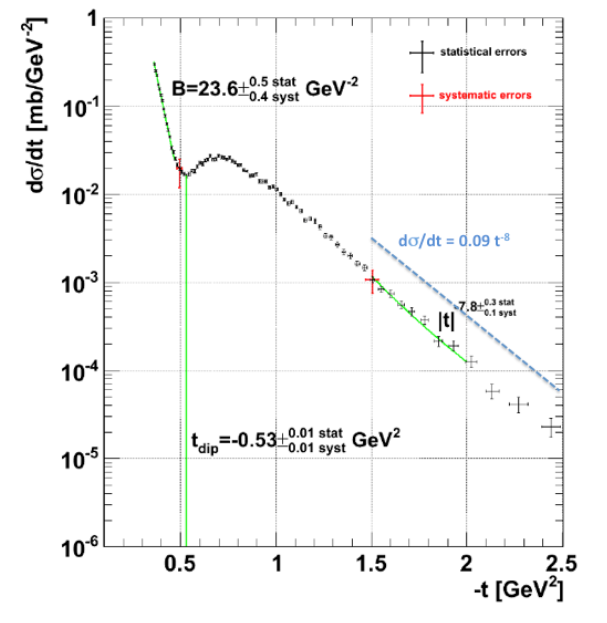 dσ/dt [mb/GeV⁻²]
1
10⁻¹
10⁻²
10⁻³
10⁻⁴
10⁻⁵
10⁻⁶
statistical errors
systematic errors
B=23.6±0.5 stat 0.4 syst GeV⁻²
dσ/dt = 0.09 t⁻⁸
|t|⁻⁷·⁸±0.3 stat 0.1 syst
t_dip=-0.53±0.01 stat 0.01 syst GeV²
0.5 1 1.5 2 2.5
-t [GeV²]